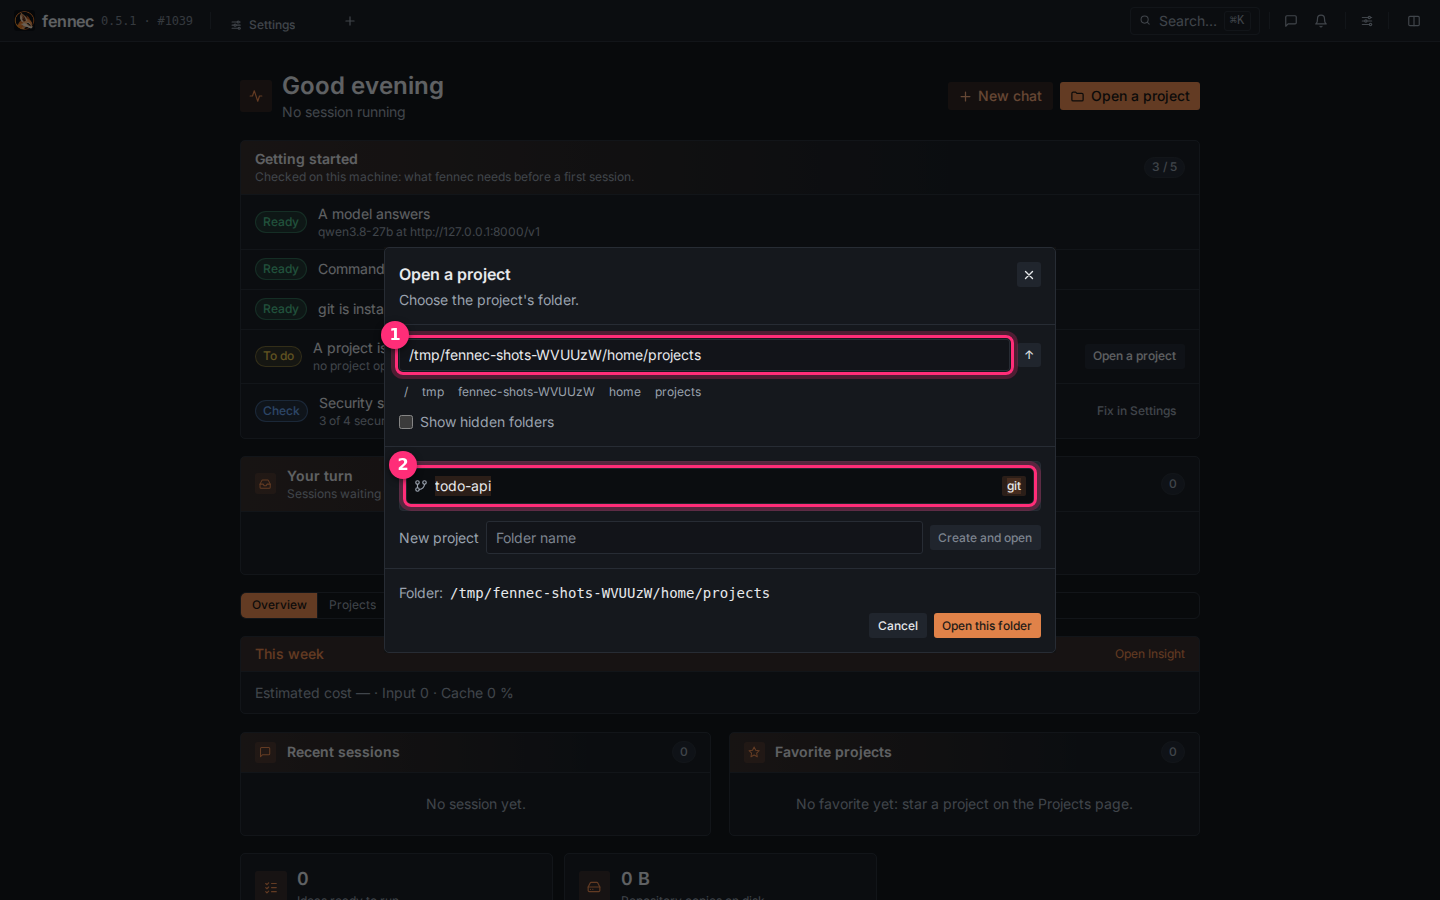 fennec 0.5.1 · #1039
Settings
Search... ⌘K
Good evening
No session running
New chat
Open a project
Getting started
Checked on this machine: what fennec needs before a first session.
3 / 5
Ready
A model answers
qwen3.8-27b at http://127.0.0.1:8000/v1
Ready
Command
Ready
git is insta
To do
A project is
no project op
Open a project
Check
Security s
3 of 4 secur
Fix in Settings
Your turn
Sessions waiting
0
Open a project
Choose the project's folder.
1
/tmp/fennec-shots-WVUUzW/home/projects
/ tmp fennec-shots-WVUUzW home projects
Show hidden folders
2
todo-api
git
New project
Folder name
Create and open
Folder: /tmp/fennec-shots-WVUUzW/home/projects
Cancel
Open this folder
Overview
Projects
This week
Open Insight
Estimated cost — · Input 0 · Cache 0 %
Recent sessions
0
No session yet.
Favorite projects
0
No favorite yet: star a project on the Projects page.
0
0 B